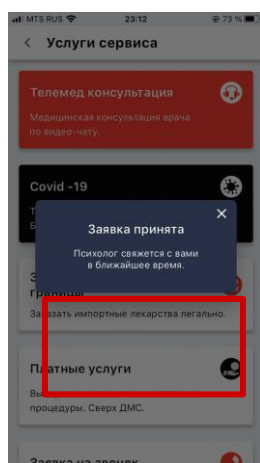 MTS RUS 23:12 73 %
Услуги сервиса
Телемед консультация
Медицинская консультация врача
по видео-чату.
Covid -19
Заявка принята
Психолог свяжется с вами
в ближайшее время.
границы
Заказать импортные лекарства легально.
Платные услуги
процедуры. Сверх ДМС.
Заявка на звонок